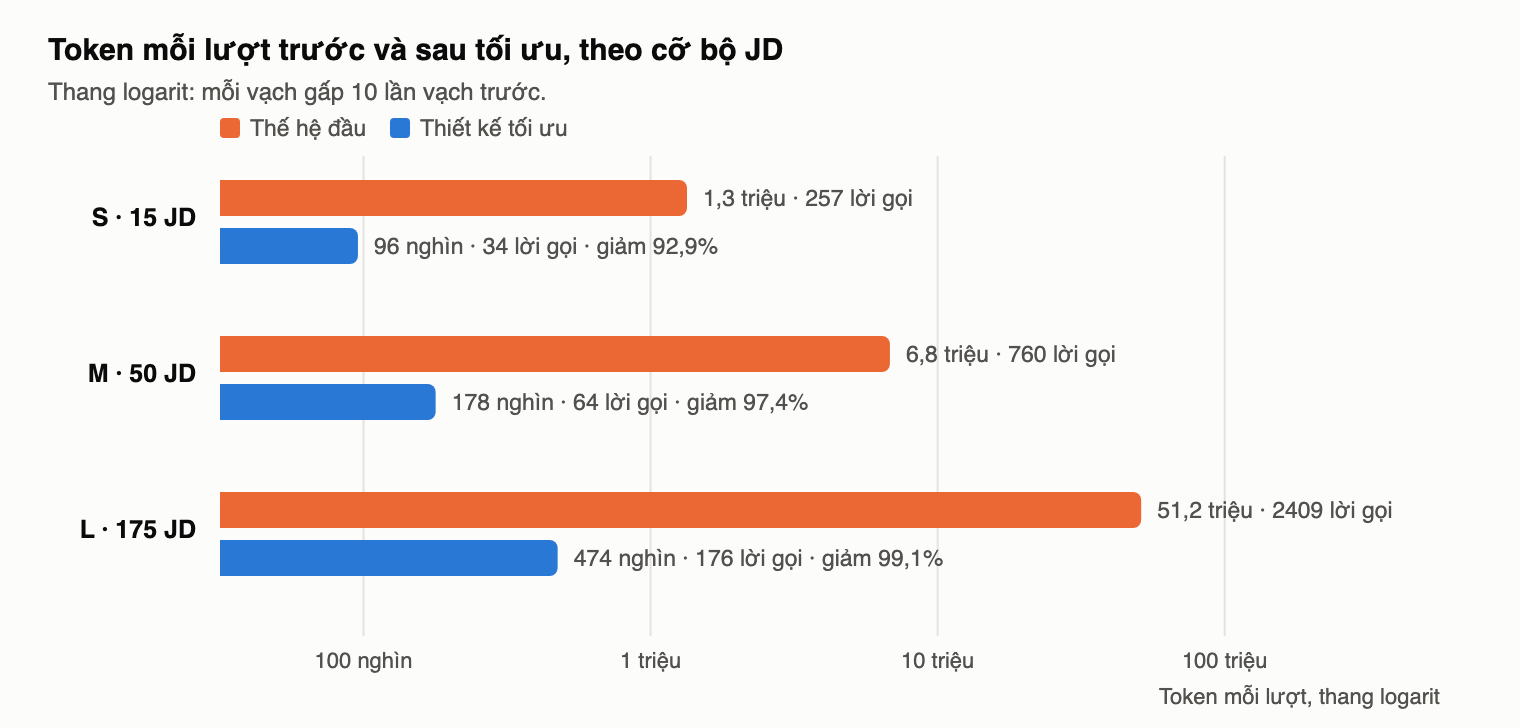 Token mỗi lượt trước và sau tối ưu, theo cỡ bộ JD
Thang logarit: mỗi vạch gấp 10 lần vạch trước.
Thế hệ đầu
Thiết kế tối ưu
S · 15 JD
1,3 triệu · 257 lời gọi
96 nghìn · 34 lời gọi · giảm 92,9%
M · 50 JD
6,8 triệu · 760 lời gọi
178 nghìn · 64 lời gọi · giảm 97,4%
L · 175 JD
51,2 triệu · 2409 lời gọi
474 nghìn · 176 lời gọi · giảm 99,1%
100 nghìn
1 triệu
10 triệu
100 triệu
Token mỗi lượt, thang logarit